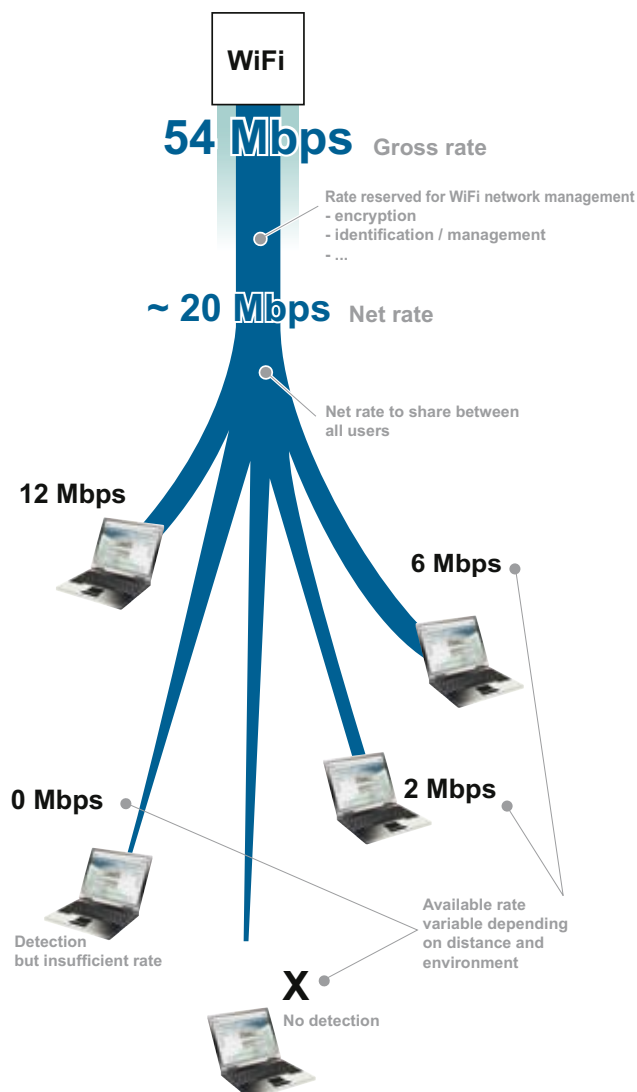 WiFi
54 Mbps Gross rate
Rate reserved for WiFi network management
- encryption
- identification / management
- ...
~ 20 Mbps Net rate
Net rate to share between
all users
12 Mbps
6 Mbps
0 Mbps
2 Mbps
Detection
but insufficient rate
Available rate
variable depending
on distance and
environment
X
No detection